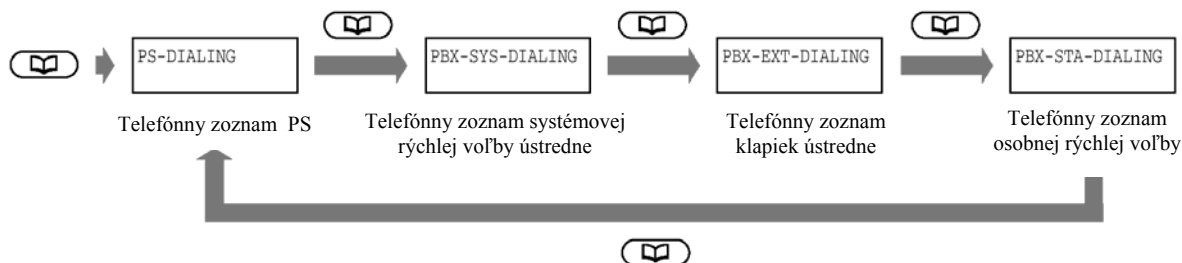 PS-DIALING
PBX-SYS-DIALING
PBX-EXT-DIALING
PBX-STA-DIALING
Telefónny zoznam PS
Telefónny zoznam systémovej
rýchlej voľby ústredne
Telefónny zoznam
klapiek ústredne
Telefónny zoznam
osobnej rýchlej voľby